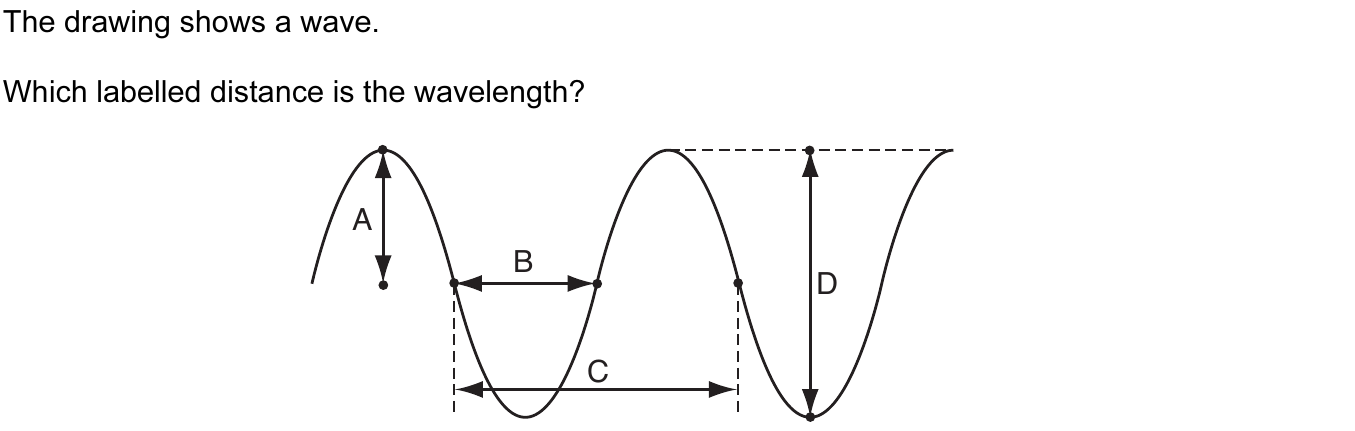 The drawing shows a wave.
Which labelled distance is the wavelength?
A
B
D
C